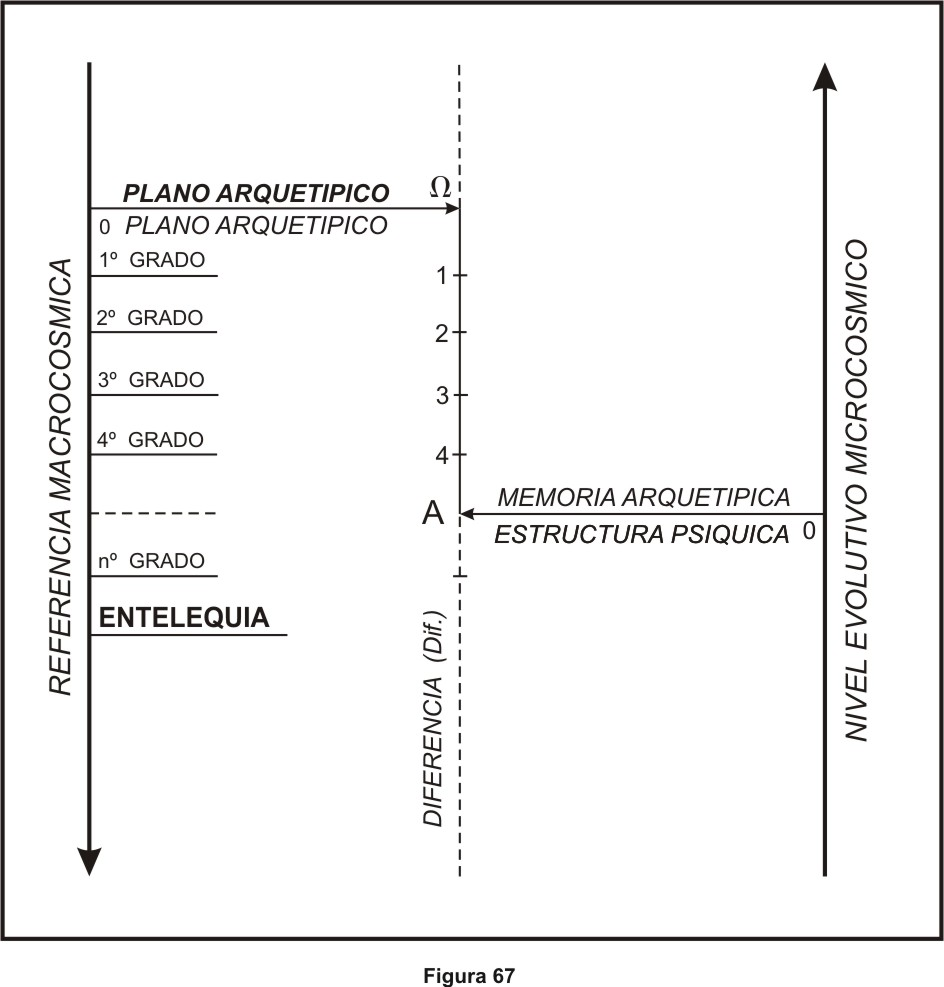 PLANO ARQUETIPICO
Ω
0 PLANO ARQUETIPICO
1º GRADO
1
2º GRADO
2
3º GRADO
3
4º GRADO
4
MEMORIA ARQUETIPICA
A
ESTRUCTURA PSIQUICA 0
nº GRADO
ENTELEQUIA
REFERENCIA MACROCOSMICA
DIFERENCIA (Dif.)
NIVEL EVOLUTIVO MICROCOSMICO
Figura 67